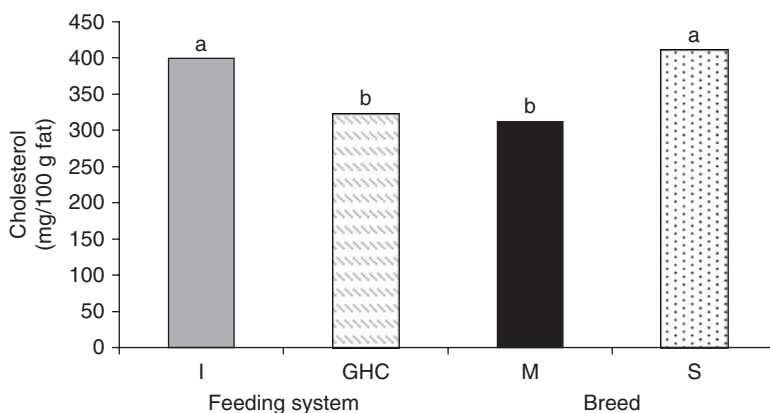 450
400
350
300
250
200
150
100
50
0
Cholesterol
(mg/100 g fat)
a
b
b
a
I GHC M S
Feeding system Breed